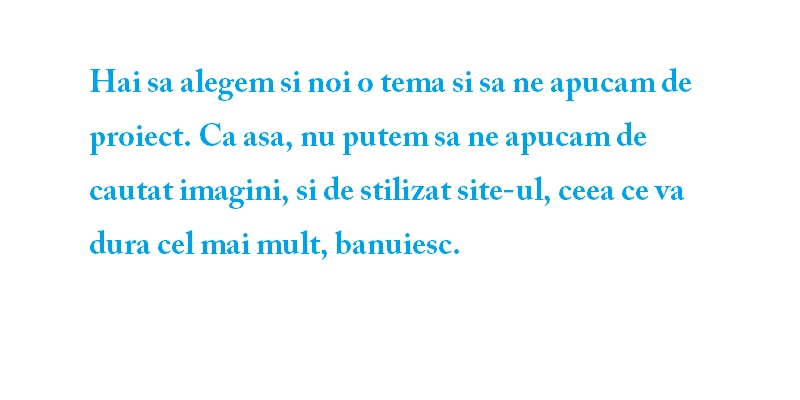 Hai sa alegem si noi o tema si sa ne apucam de
proiect. Ca asa, nu putem sa ne apucam de
cautat imagini, si de stilizat site-ul, ceea ce va
dura cel mai mult, banuiesc.